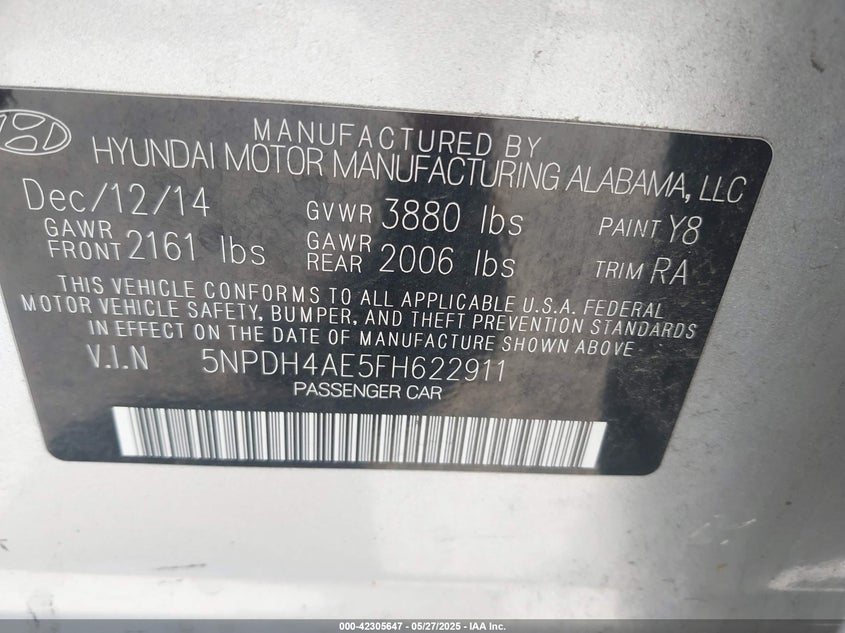 MANUFACTURED BY
HYUNDAI MOTOR MANUFACTURING ALABAMA, LLC
Dec/12/14 GVWR 3880 lbs PAINT Y8
GAWR FRONT 2161 lbs GAWR REAR 2006 lbs TRIM RA
THIS VEHICLE CONFORMS TO ALL APPLICABLE U.S.A. FEDERAL
MOTOR VEHICLE SAFETY, BUMPER, AND THEFT PREVENTION STANDARDS
IN EFFECT ON THE DATE OF MANUFACTURE SHOWN ABOVE
V.I.N 5NPDH4AE5FH622911
PASSENGER CAR
000-42305647 - 05/27/2025 - IAA Inc.